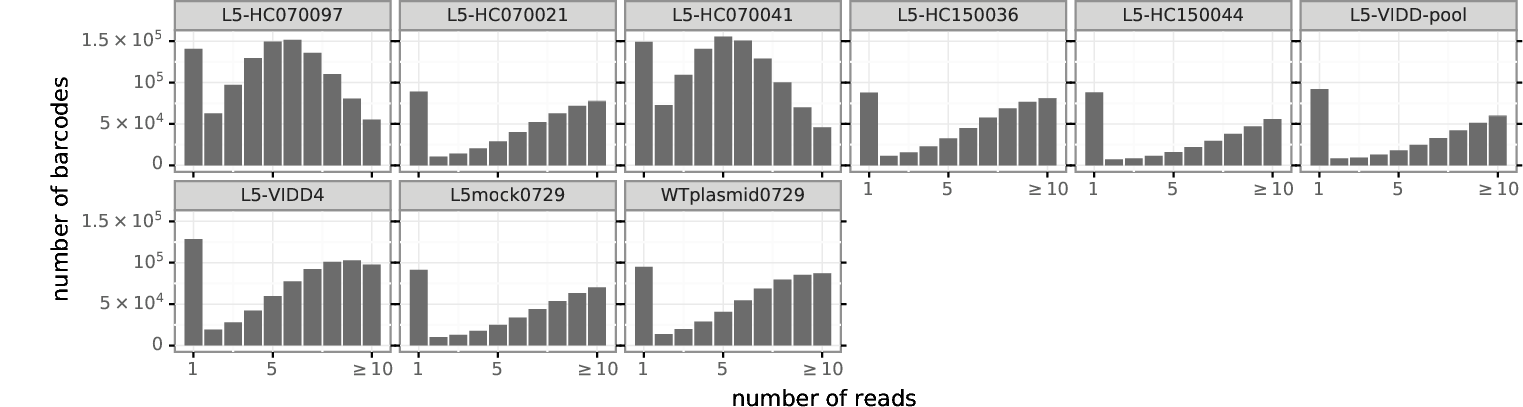 L5-HC070097 L5-HC070021 L5-HC070041 L5-HC150036 L5-HC150044 L5-VIDD-pool
1.5 × 10⁵
10⁵
5 × 10⁴
0
1 5 ≥ 10 1 5 ≥ 10 1 5 ≥ 10
L5-VIDD4 L5mock0729 WTplasmid0729
1.5 × 10⁵
10⁵
5 × 10⁴
0
1 5 ≥ 10 1 5 ≥ 10 1 5 ≥ 10
number of barcodes
number of reads